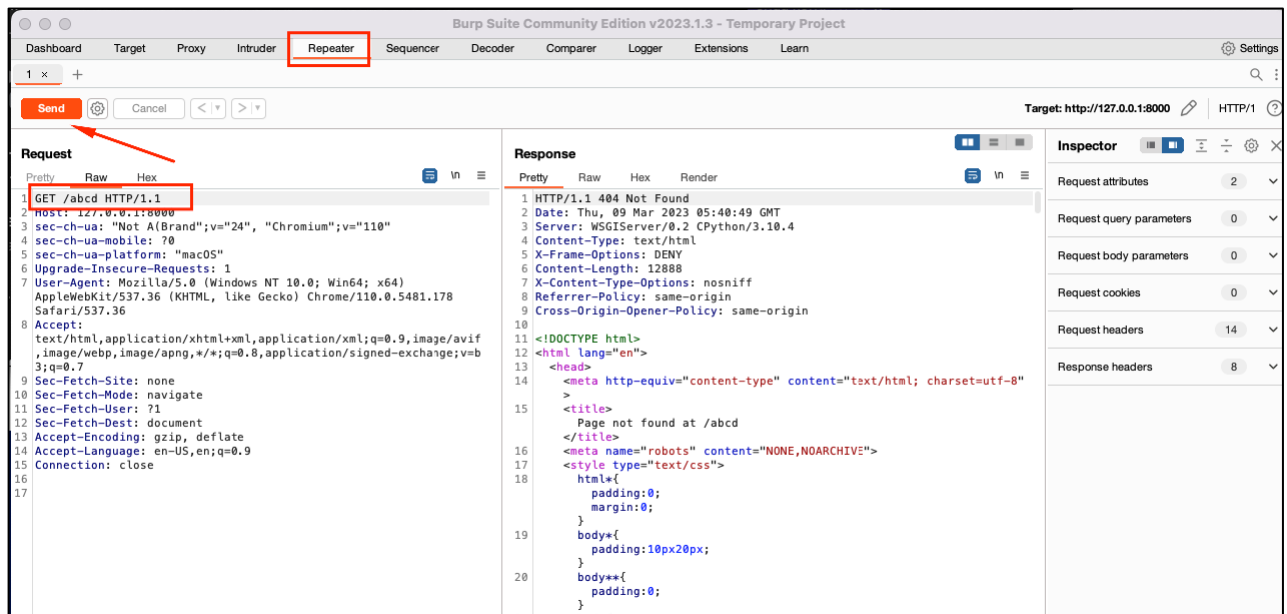 Burp Suite Community Edition v2023.1.3 - Temporary Project
Dashboard Target Proxy Intruder Repeater Sequencer Decoder Comparer Logger Extensions Learn Settings
1 × +
Send Cancel < > Target: http://127.0.0.1:8000 HTTP/1 ?
Request
Pretty Raw Hex \n
1 GET /abcd HTTP/1.1
2 Host: 127.0.0.1:8000
3 sec-ch-ua: "Not A(Brand";v="24", "Chromium";v="110"
4 sec-ch-ua-mobile: ?0
5 sec-ch-ua-platform: "macOS"
6 Upgrade-Insecure-Requests: 1
7 User-Agent: Mozilla/5.0 (Windows NT 10.0; Win64; x64)
AppleWebKit/537.36 (KHTML, like Gecko) Chrome/110.0.5481.178
Safari/537.36
8 Accept:
text/html,application/xhtml+xml,application/xml;q=0.9,image/avif
,image/webp,image/apng,*/*;q=0.8,application/signed-exchange;v=b
3;q=0.7
9 Sec-Fetch-Site: none
10 Sec-Fetch-Mode: navigate
11 Sec-Fetch-User: ?1
12 Sec-Fetch-Dest: document
13 Accept-Encoding: gzip, deflate
14 Accept-Language: en-US,en;q=0.9
15 Connection: close
16
17
Response
Pretty Raw Hex Render \n
1 HTTP/1.1 404 Not Found
2 Date: Thu, 09 Mar 2023 05:40:49 GMT
3 Server: WSGIServer/0.2 CPython/3.10.4
4 Content-Type: text/html
5 X-Frame-Options: DENY
6 Content-Length: 12888
7 X-Content-Type-Options: nosniff
8 Referrer-Policy: same-origin
9 Cross-Origin-Opener-Policy: same-origin
10
11 <!DOCTYPE html>
12 <html lang="en">
13 <head>
14 <meta http-equiv="content-type" content="text/html; charset=utf-8"
>
15 <title>
Page not found at /abcd
</title>
16 <meta name="robots" content="NONE,NOARCHIVE">
17 <style type="text/css">
18 html*{
padding:0;
margin:0;
}
19 body*{
padding:10px20px;
}
20 body**{
padding:0;
}
Inspector
Request attributes 2
Request query parameters 0
Request body parameters 0
Request cookies 0
Request headers 14
Response headers 8